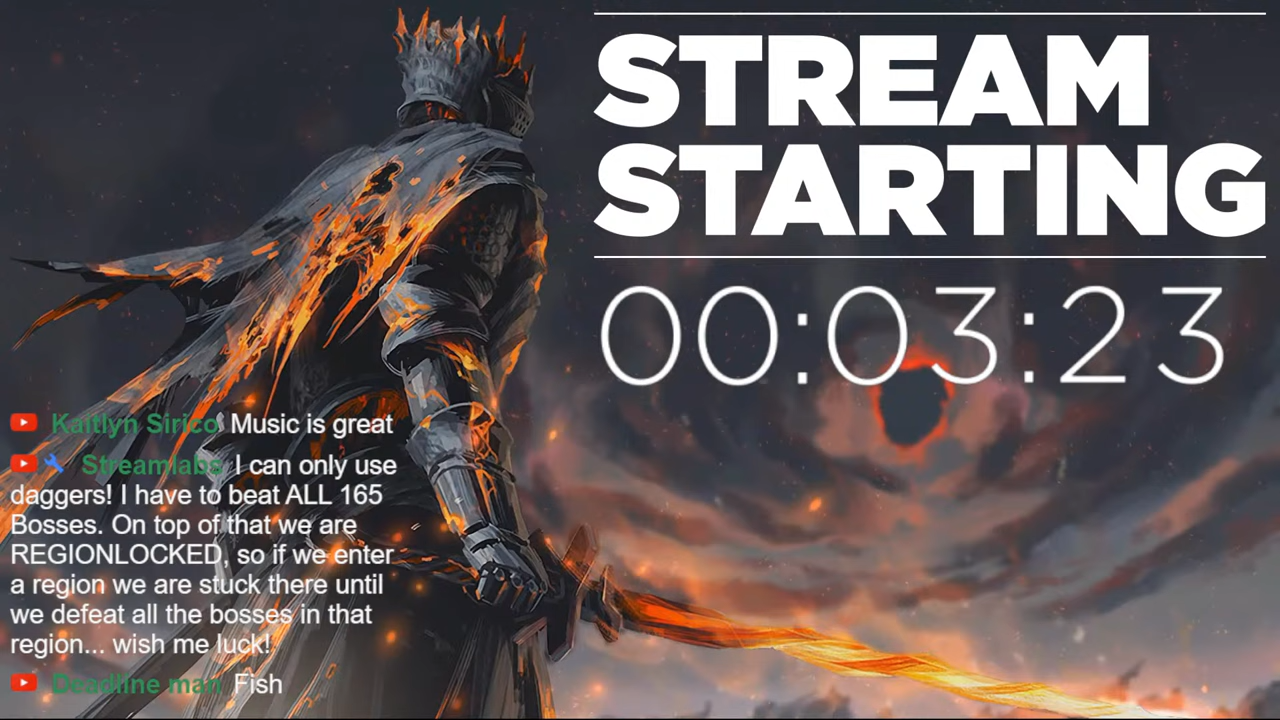 STREAM
STARTING
00:03:23
Kaitlyn Sirico Music is great
Streamlabs I can only use
daggers! I have to beat ALL 165
Bosses. On top of that we are
REGIONLOCKED, so if we enter
a region we are stuck there until
we defeat all the bosses in that
region... wish me luck!
Deadline man Fish